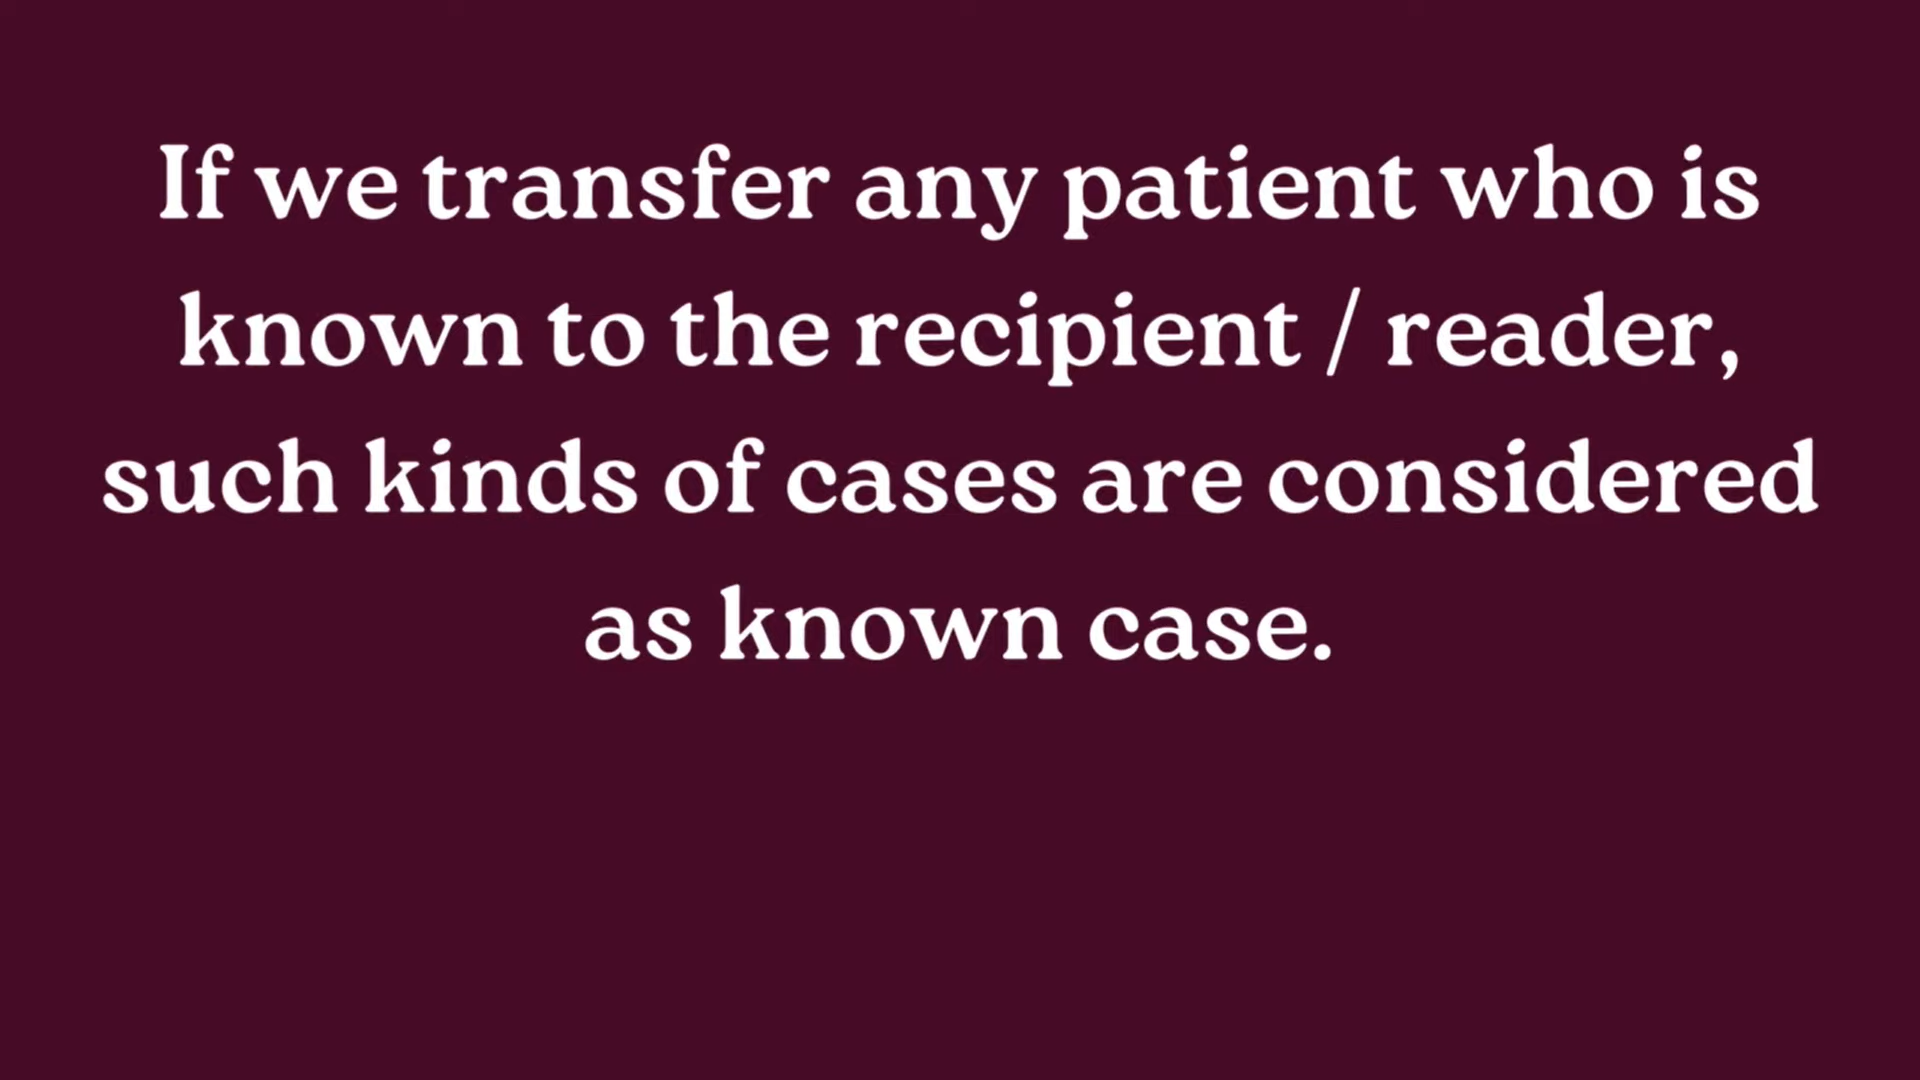 If we transfer any patient who is
known to the recipient / reader,
such kinds of cases are considered
as known case.